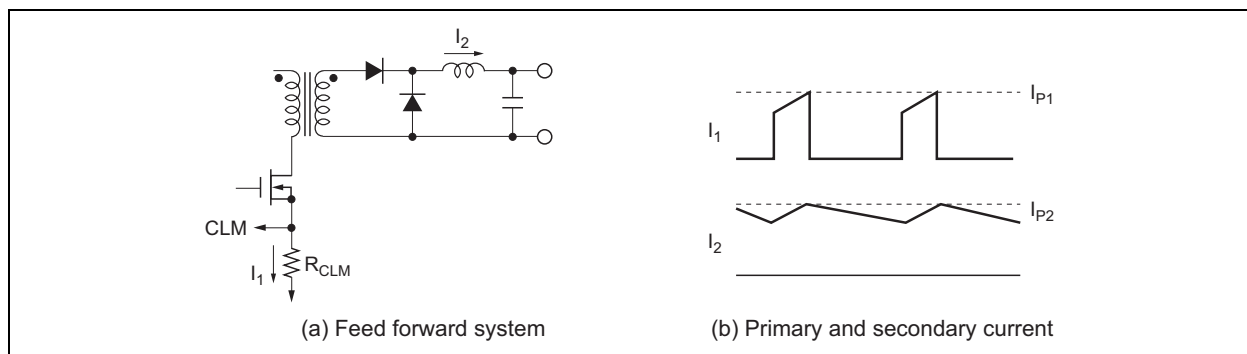 I2
CLM
I1
RCLM
(a) Feed forward system
I1
IP1
I2
IP2
(b) Primary and secondary current